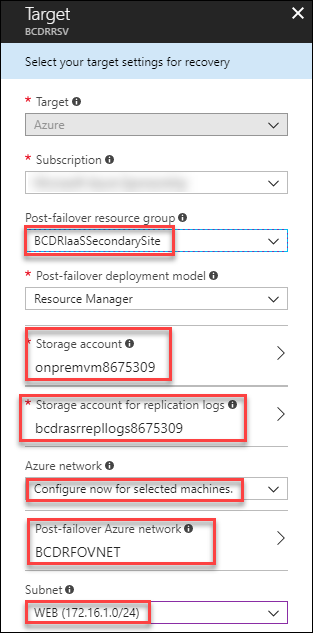 Target
BCDRRSV
Select your target settings for recovery
* Target
Azure
* Subscription
Post-failover resource group
BCDRIaaSSecondarySite
* Post-failover deployment model
Resource Manager
* Storage account
onpremvm8675309
* Storage account for replication logs
bcdrasrrepllogs8675309
Azure network
Configure now for selected machines.
Post-failover Azure network
BCDRFOVNET
Subnet
WEB (172.16.1.0/24)